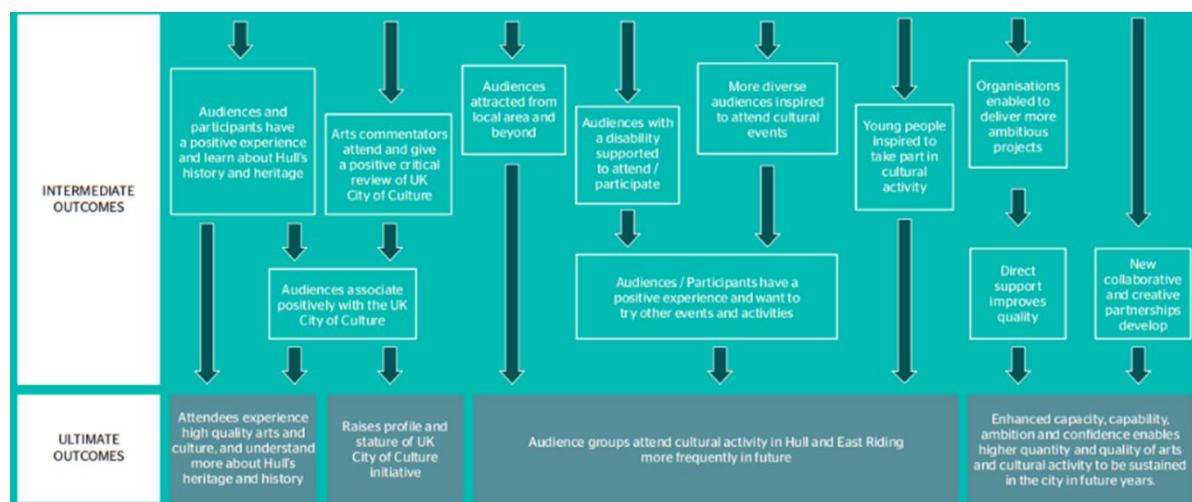 INTERMEDIATE
OUTCOMES
Audiences and
participants have
a positive experience
and learn about Hull's
history and heritage
Arts commentators
attend and give
a positive critical
review of UK
City of Culture
Audiences
attracted from
local area and
beyond
Audiences with
a disability
supported
to attend /
participate
More diverse
audiences inspired
to attend cultural
events
Young people
inspired to
take part in
cultural
activity
Organisations
enabled to
deliver more
ambitious
projects
Audiences associate
positively with the UK
City of Culture
Audiences / Participants have a
positive experience and want to
try other events and activities
Direct
support
improves
quality
New
collaborative
and creative
partnerships
develop
ULTIMATE
OUTCOMES
Attendees experience
high quality arts and
culture, and understand
more about Hull's
heritage and history
Raises profile and
stature of UK
City of Culture
initiative
Audience groups attend cultural activity in Hull and East Riding
more frequently in future
Enhanced capacity, capability,
ambition and confidence enables
higher quantity and quality of arts
and cultural activity to be sustained
in the city in future years.